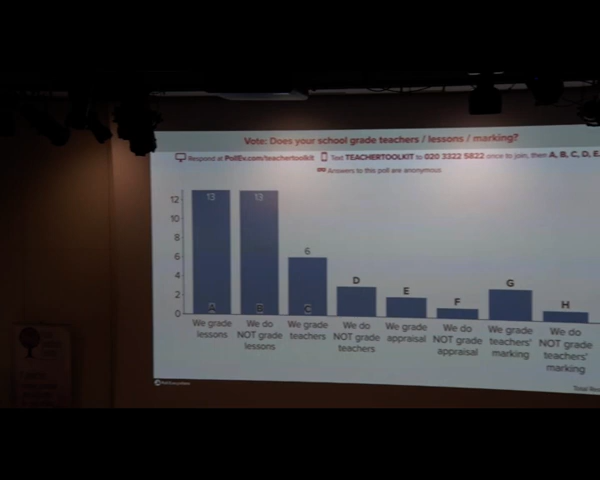 Vote: Does your school grade teachers / lessons / marking?
Respond at PollEv.com/teachertoolkit Text TEACHERTOOLKIT to 020 3322 5822 once to join, then A, B, C, D, E
Answers to this poll are anonymous
12
10
8
6
4
2
0
13
13
6
D
E
F
G
H
A
B
C
We grade lessons
We do NOT grade lessons
We grade teachers
We do NOT grade teachers
We grade appraisal
We do NOT grade appraisal
We grade teachers' marking
We do NOT grade teachers' marking
Poll Everywhere
Total